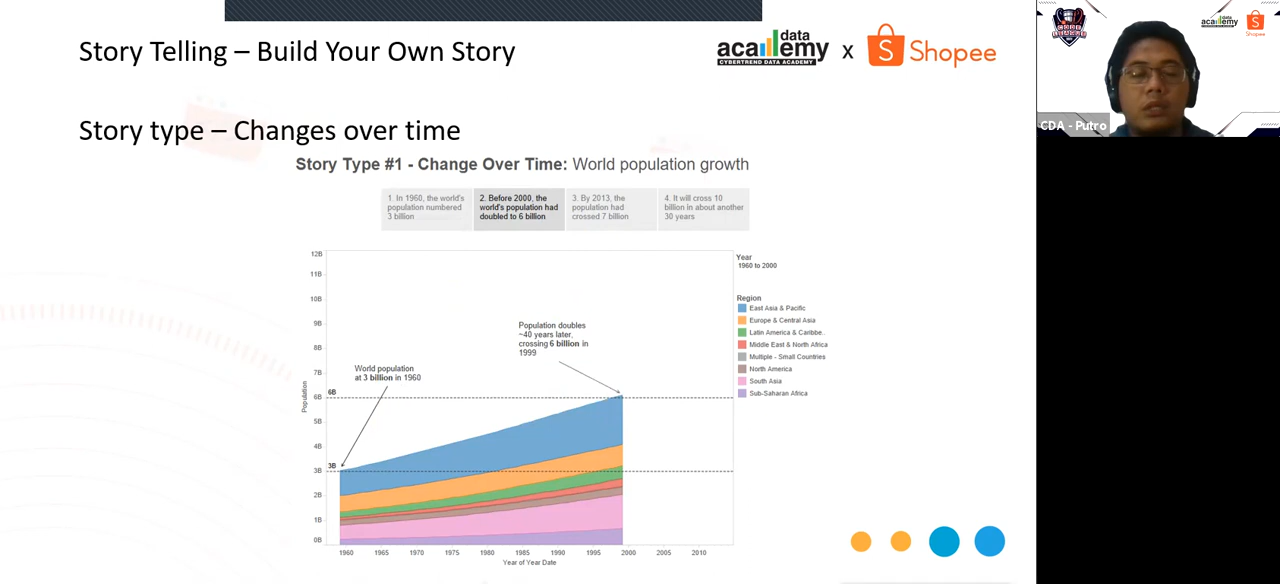 Story Telling – Build Your Own Story
data
academy
CYBERTREND DATA ACADEMY
x
Shopee
Story type – Changes over time
Story Type #1 - Change Over Time: World population growth
1. In 1960, the world's
population numbered
3 billion
2. Before 2000, the
world's population had
doubled to 6 billion
3. By 2013, the
population had
crossed 7 billion
4. It will cross 10
billion in about another
30 years
12B
11B
10B
9B
8B
7B
6B
5B
4B
3B
2B
1B
0B
Population
6B
3B
World population
at 3 billion in 1960
Population doubles
~40 years later,
crossing 6 billion in
1999
1960 1965 1970 1975 1980 1985 1990 1995 2000 2005 2010
Year of Year Date
Year
1960 to 2000
Region
East Asia & Pacific
Europe & Central Asia
Latin America & Caribbe..
Middle East & North Africa
Multiple - Small Countries
North America
South Asia
Sub-Saharan Africa
CODE
LEAGUE
data
academy
Shopee
CDA - Putro